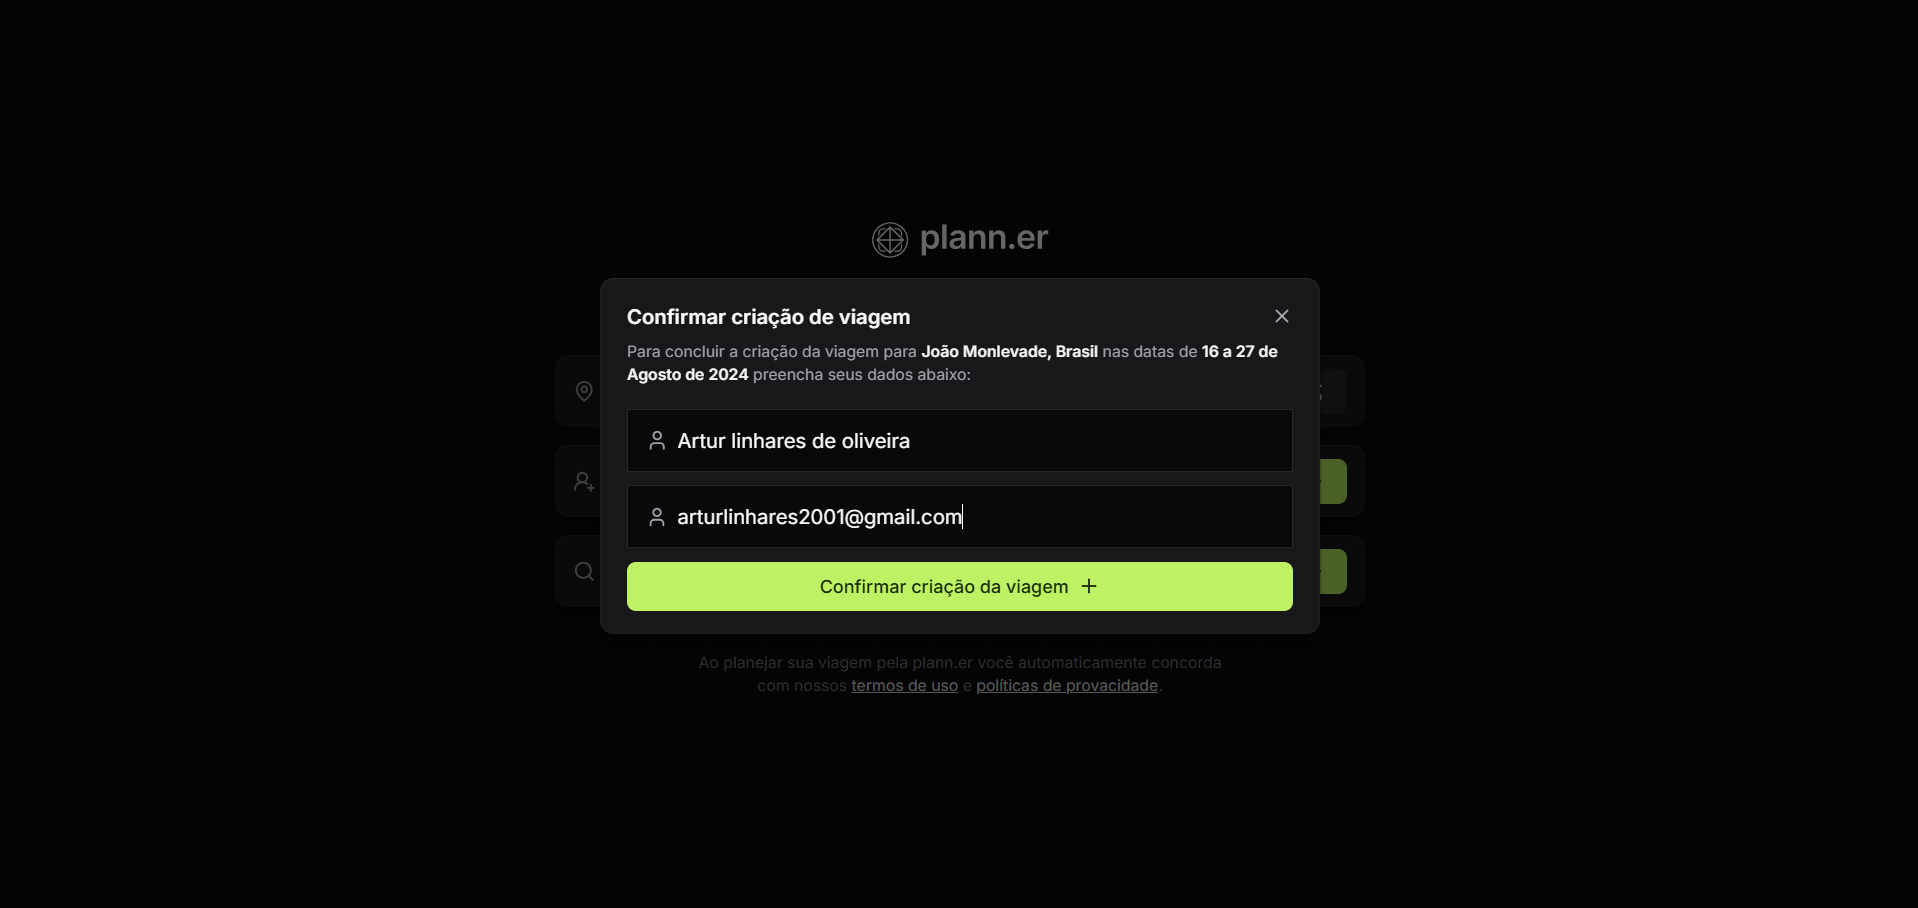 plann.er
Confirmar criação de viagem
Para concluir a criação da viagem para João Monlevade, Brasil nas datas de 16 a 27 de
Agosto de 2024 preencha seus dados abaixo:
Artur linhares de oliveira
arturlinhares2001@gmail.com
Confirmar criação da viagem
Ao planejar sua viagem pela plann.er você automaticamente concorda
com nossos termos de uso e políticas de provacidade.